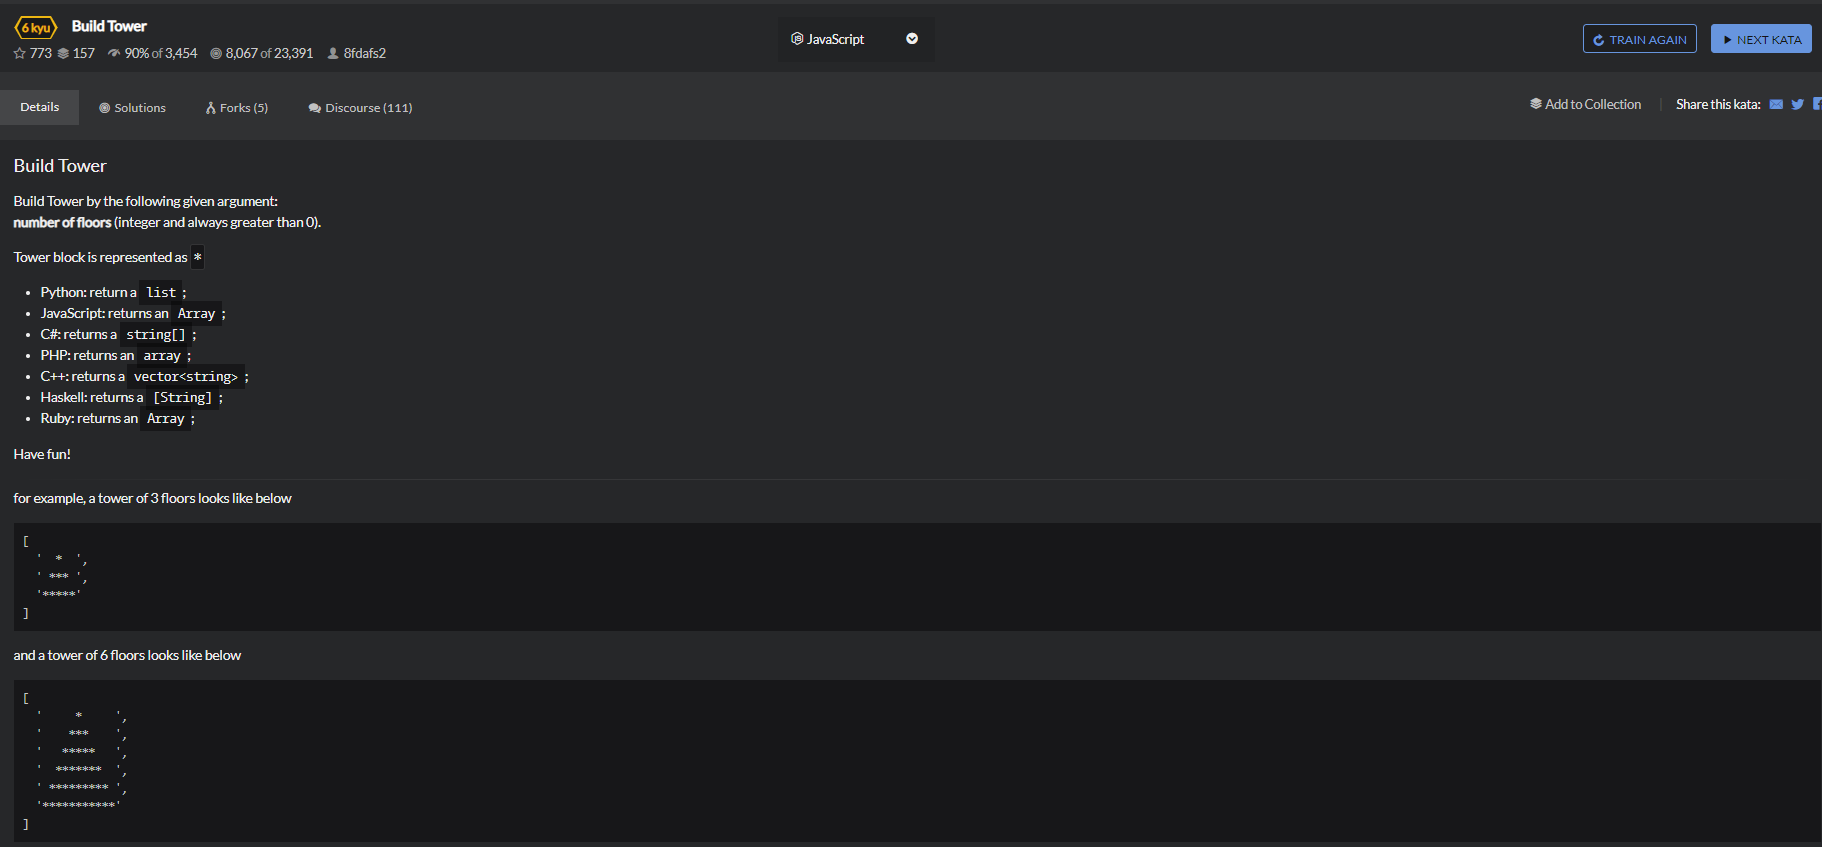 6 kyu Build Tower
773 157 90% of 3,454 8,067 of 23,391 8fdafs2
JavaScript
TRAIN AGAIN
NEXT KATA
Details Solutions Forks (5) Discourse (111)
Add to Collection Share this kata:
Build Tower
Build Tower by the following given argument:
number of floors (integer and always greater than 0).
Tower block is represented as *
• Python: return a list ;
• JavaScript: returns an Array ;
• C#: returns a string[] ;
• PHP: returns an array ;
• C++: returns a vector<string> ;
• Haskell: returns a [String] ;
• Ruby: returns an Array ;
Have fun!
for example, a tower of 3 floors looks like below
[
  '  *  ',
  ' *** ',
  '*****'
]
and a tower of 6 floors looks like below
[
  '     *     ',
  '    ***    ',
  '   *****   ',
  '  *******  ',
  ' ********* ',
  '***********'
]